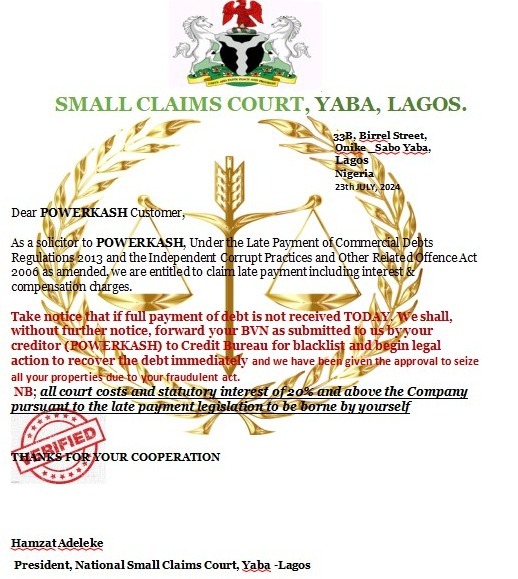 SMALL CLAIMS COURT, YABA, LAGOS.
33B, Birrel Street,
Onike _Sabo Yaba,
Lagos
Nigeria
23th JULY, 2024
Dear POWERKASH Customer,
As a solicitor to POWERKASH, Under the Late Payment of Commercial Debts
Regulations 2013 and the Independent Corrupt Practices and Other Related Offence Act
2006 as amended, we are entitled to claim late payment including interest &
compensation charges.
Take notice that if full payment of debt is not received TODAY. We shall,
without further notice, forward your BVN as submitted to us by your
creditor (POWERKASH) to Credit Bureau for blacklist and begin legal
action to recover the debt immediately and we have been given the approval to seize
all your properties due to your fraudulent act.
NB; all court costs and statutory interest of 20% and above the Company
pursuant to the late payment legislation to be borne by yourself
VERIFIED
THANKS FOR YOUR COOPERATION
Hamzat Adeleke
President, National Small Claims Court, Yaba -Lagos